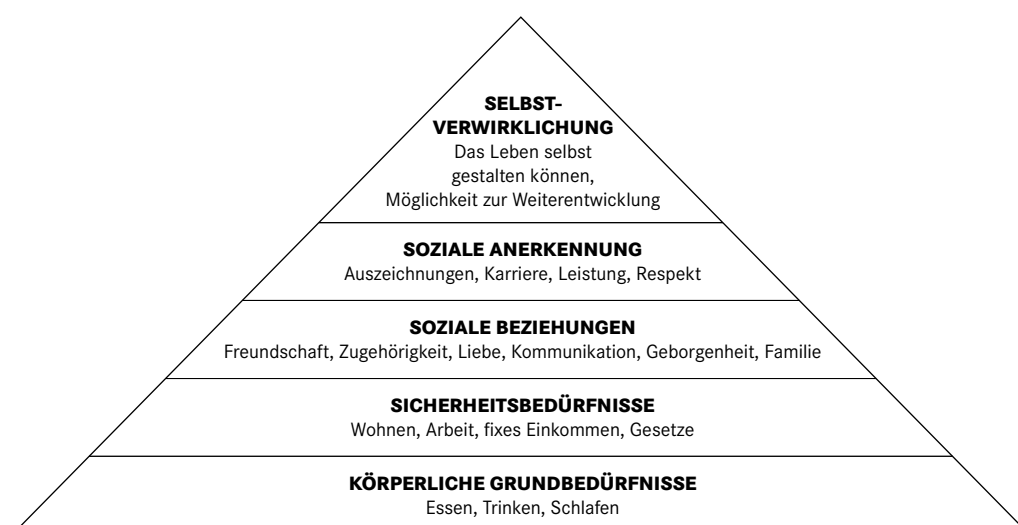 SELBST-
VERWIRKLICHUNG
Das Leben selbst
gestalten können,
Möglichkeit zur Weiterentwicklung
SOZIALE ANERKENNUNG
Auszeichnungen, Karriere, Leistung, Respekt
SOZIALE BEZIEHUNGEN
Freundschaft, Zugehörigkeit, Liebe, Kommunikation, Geborgenheit, Familie
SICHERHEITSBEDÜRFNISSE
Wohnen, Arbeit, fixes Einkommen, Gesetze
KÖRPERLICHE GRUNDBEDÜRFNISSE
Essen, Trinken, Schlafen